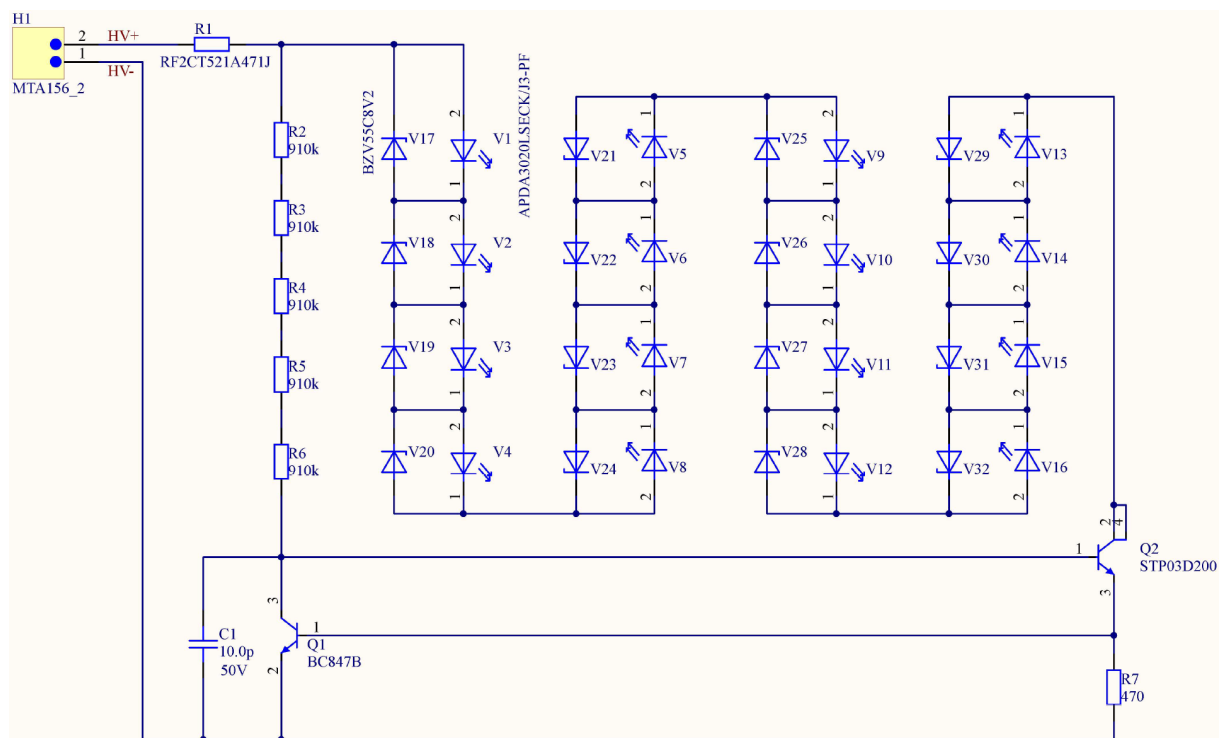 H1
2
HV+
1
HV-
MTA156_2
R1
RF2CT521A471J
R2
910k
R3
910k
R4
910k
R5
910k
R6
910k
BZV55C8V2
APDA3020LSECK/J3-PF
V17
2
V1
1
V18
2
V2
1
V19
2
V3
1
V20
2
V4
1
V21
1
V5
2
V22
1
V6
2
V23
1
V7
2
V24
1
V8
2
V25
2
V9
1
V26
2
V10
1
V27
2
V11
1
V28
2
V12
1
V29
1
V13
2
V30
1
V14
2
V31
1
V15
2
V32
1
V16
2
2
4
1
Q2
STP03D200
3
C1
10.0p
50V
3
1
Q1
BC847B
2
R7
470